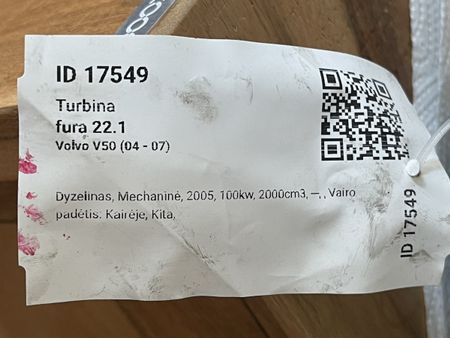 ID 17549
Turbina
fura 22.1
Volvo V50 (04 - 07)
Dyzelinas, Mechaninė, 2005, 100kw, 2000cm3, —, , Vairo
padėtis: Kairėje, Kita,
ID 17549